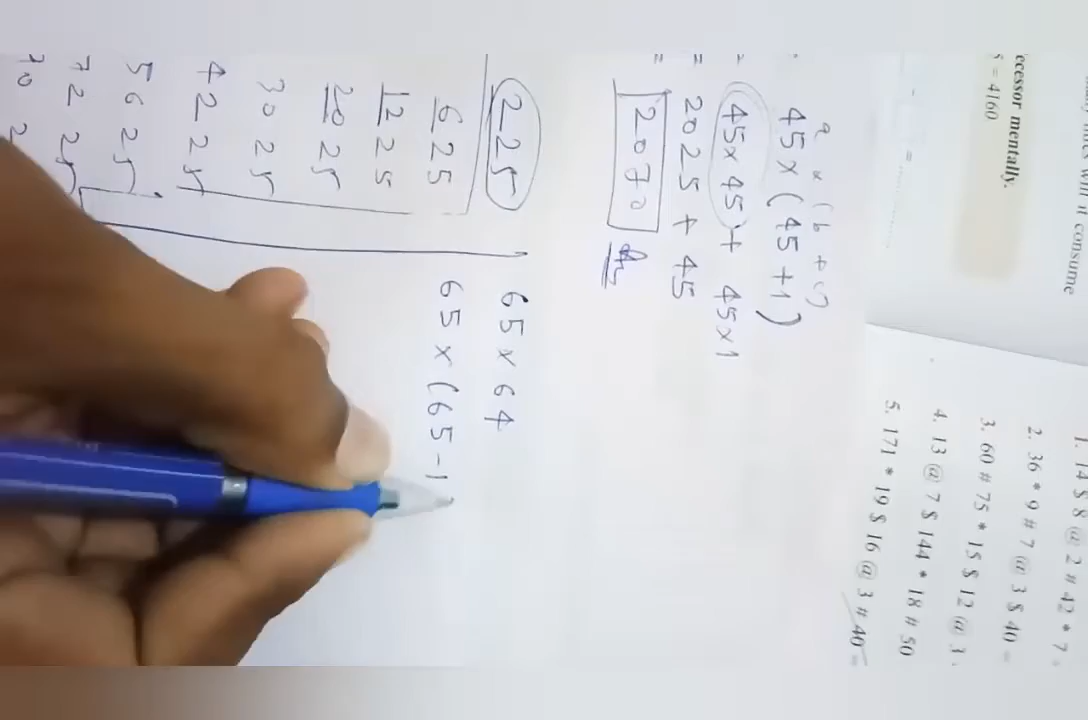 consume
ecessor mentally.
= 4160
1. 14 $ 8 @ 2 # 42 * 7
2. 36 * 9 # 7 @ 3 $ 40 =
3. 60 # 75 * 15 $ 12 @ 3
4. 13 @ 7 $ 144 * 18 # 50
5. 171 * 19 $ 16 @ 3 # 40 =
a × (b + c)
45 × (45 + 1)
= (45 × 45) + 45 × 1
= 2025 + 45
= 2070
225
625
1225
2025
3025
4225
5625
7225
65 × 64
65 × (65 - 1)